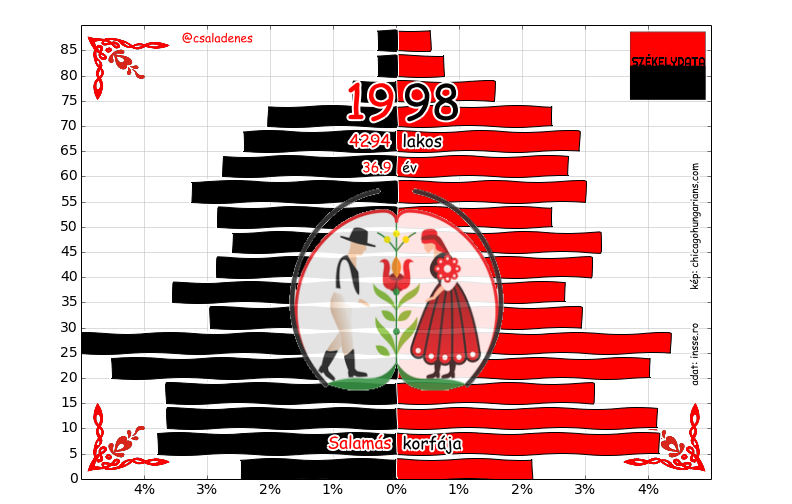 @csaladenes
SZÉKELYDATA
1998
4294 lakos
36.9 év
kép: chicagohungarians.com
adat: insse.ro
Salamás korfája
85
80
75
70
65
60
55
50
45
40
35
30
25
20
15
10
5
0
4% 3% 2% 1% 0% 1% 2% 3% 4%